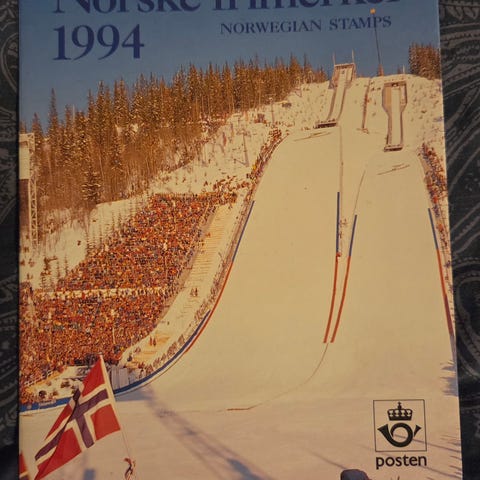 Norske frimerker
1994
NORWEGIAN STAMPS
posten